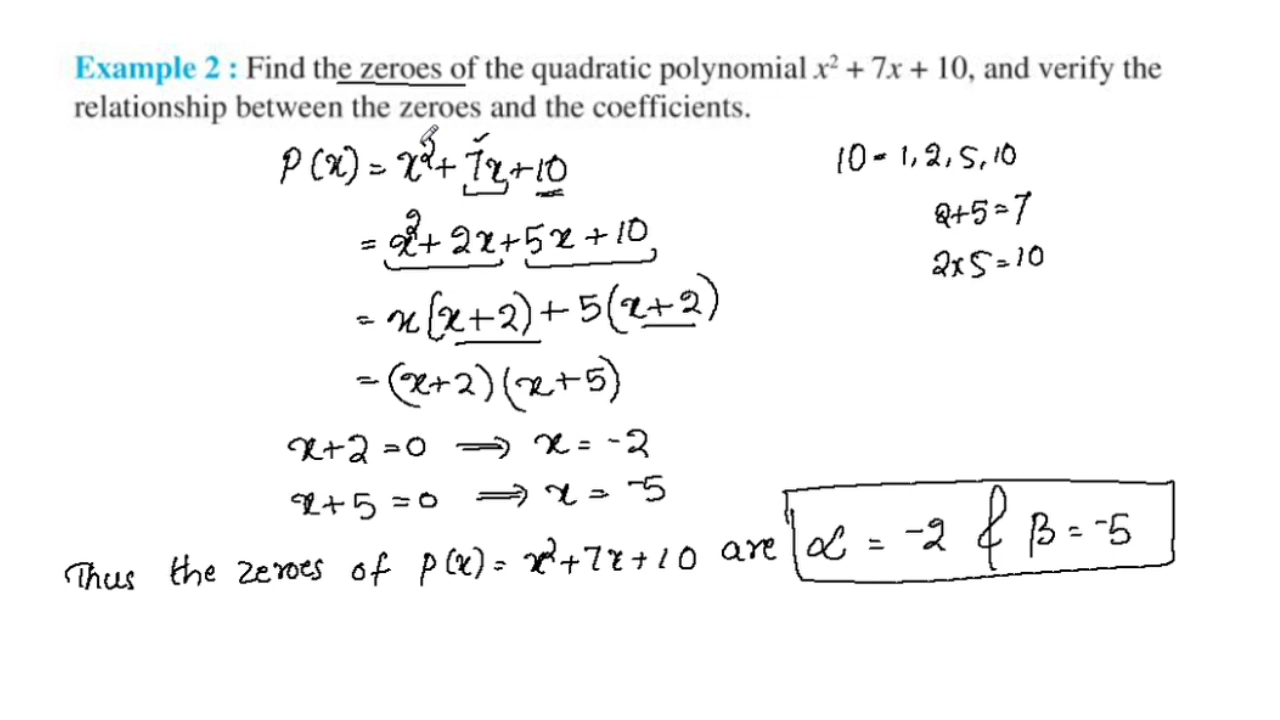 Example 2 : Find the zeroes of the quadratic polynomial x² + 7x + 10, and verify the
relationship between the zeroes and the coefficients.
P(x) = x² + 7x + 10
10 - 1, 2, 5, 10
2+5=7
= x² + 2x + 5x + 10
2x5=10
= x(x+2) + 5(x+2)
= (x+2)(x+5)
x+2 = 0 ⟹ x = -2
x+5 = 0 ⟹ x = -5
Thus the zeroes of p(x) = x²+7x+10 are α = -2 & β = -5